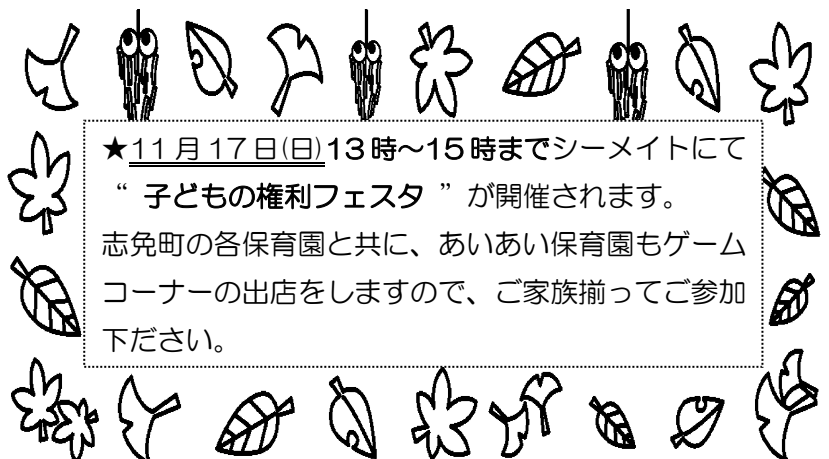 ★11月17日(日)13時～15時までシーメイトにて
“ 子どもの権利フェスタ ”が開催されます。
志免町の各保育園と共に、あいあい保育園もゲーム
コーナーの出店をしますので、ご家族揃ってご参加
下ださい。